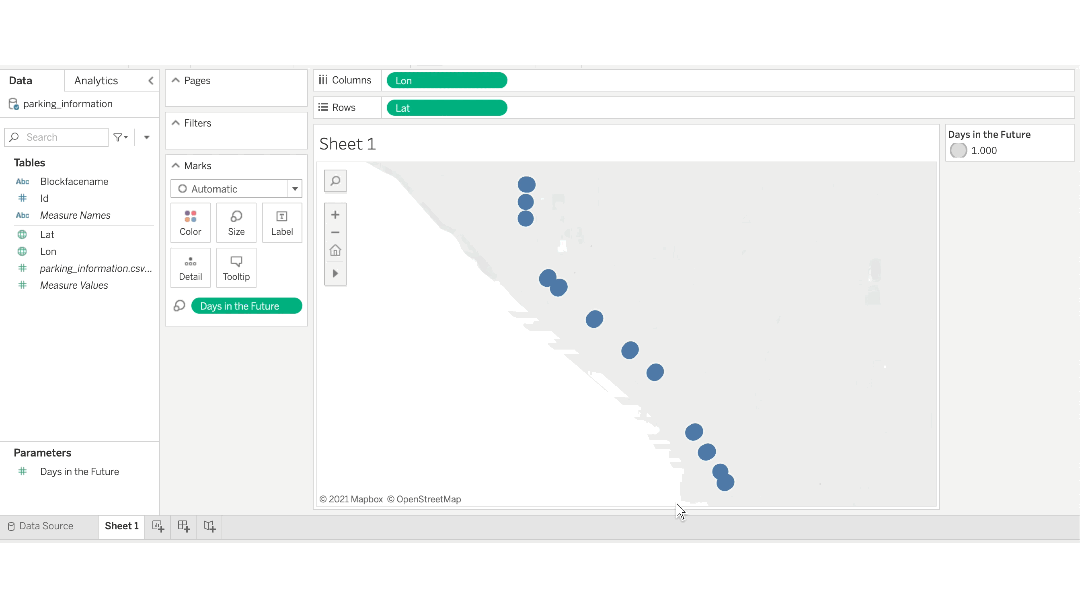 Data
Analytics
parking_information
Search
Tables
Abc Blockfacename
# Id
Abc Measure Names
Lat
Lon
# parking_information.csv...
# Measure Values
Parameters
# Days in the Future
Pages
Filters
Marks
Automatic
Color
Size
T
Label
Detail
Tooltip
Days in the Future
Columns
Lon
Rows
Lat
Sheet 1
© 2021 Mapbox © OpenStreetMap
Days in the Future
1.000
Data Source
Sheet 1